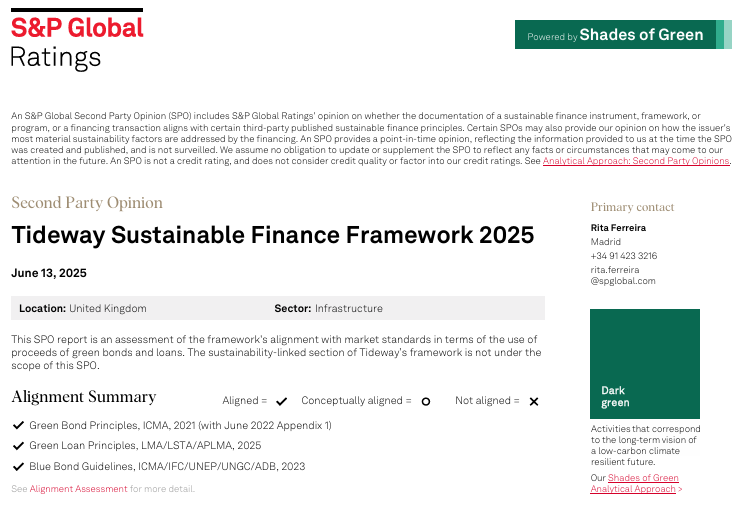 S&P Global
Ratings
Powered by Shades of Green
An S&P Global Second Party Opinion (SPO) includes S&P Global Ratings' opinion on whether the documentation of a sustainable finance instrument, framework, or
program, or a financing transaction aligns with certain third-party published sustainable finance principles. Certain SPOs may also provide our opinion on how the issuer's
most material sustainability factors are addressed by the financing. An SPO provides a point-in-time opinion, reflecting the information provided to us at the time the SPO
was created and published, and is not surveilled. We assume no obligation to update or supplement the SPO to reflect any facts or circumstances that may come to our
attention in the future. An SPO is not a credit rating, and does not consider credit quality or factor into our credit ratings. See Analytical Approach: Second Party Opinions.
Second Party Opinion
Tideway Sustainable Finance Framework 2025
June 13, 2025
Location: United Kingdom Sector: Infrastructure
This SPO report is an assessment of the framework's alignment with market standards in terms of the use of
proceeds of green bonds and loans. The sustainability-linked section of Tideway's framework is not under the
scope of this SPO.
Alignment Summary
Aligned = ✔ Conceptually aligned = O Not aligned = ✘
✔ Green Bond Principles, ICMA, 2021 (with June 2022 Appendix 1)
✔ Green Loan Principles, LMA/LSTA/APLMA, 2025
✔ Blue Bond Guidelines, ICMA/IFC/UNEP/UNGC/ADB, 2023
See Alignment Assessment for more detail.
Primary contact
Rita Ferreira
Madrid
+34 91 423 3216
rita.ferreira
@spglobal.com
Dark
green
Activities that correspond
to the long-term vision of
a low-carbon climate
resilient future.
Our Shades of Green
Analytical Approach >